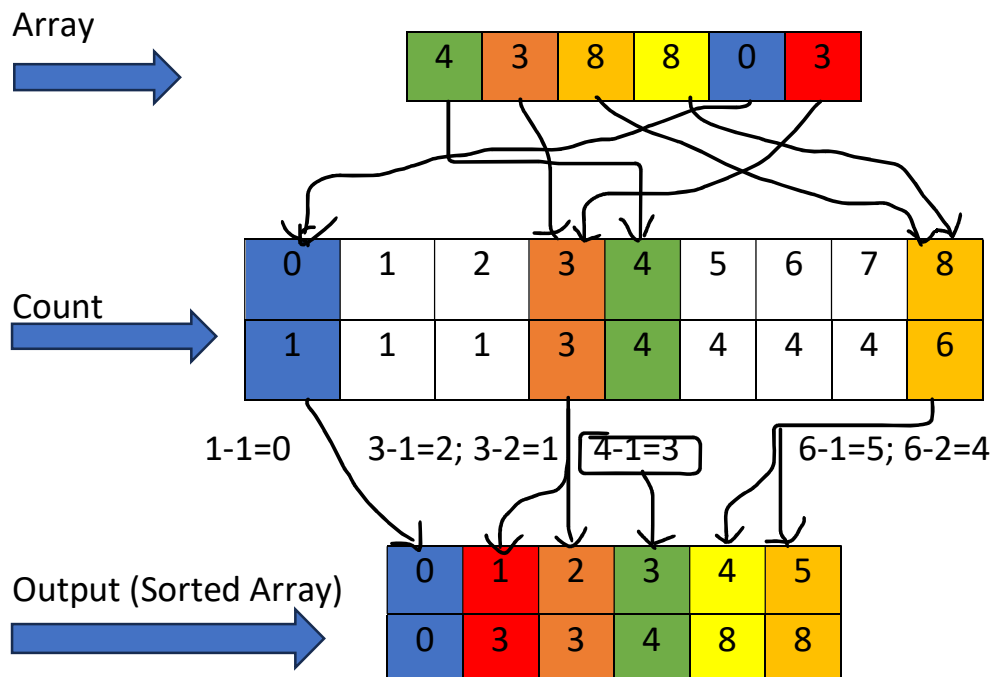 Array
4 3 8 8 0 3
0 1 2 3 4 5 6 7 8
Count
1 1 1 3 4 4 4 4 6
1-1=0 3-1=2; 3-2=1 4-1=3 6-1=5; 6-2=4
0 1 2 3 4 5
Output (Sorted Array)
0 3 3 4 8 8